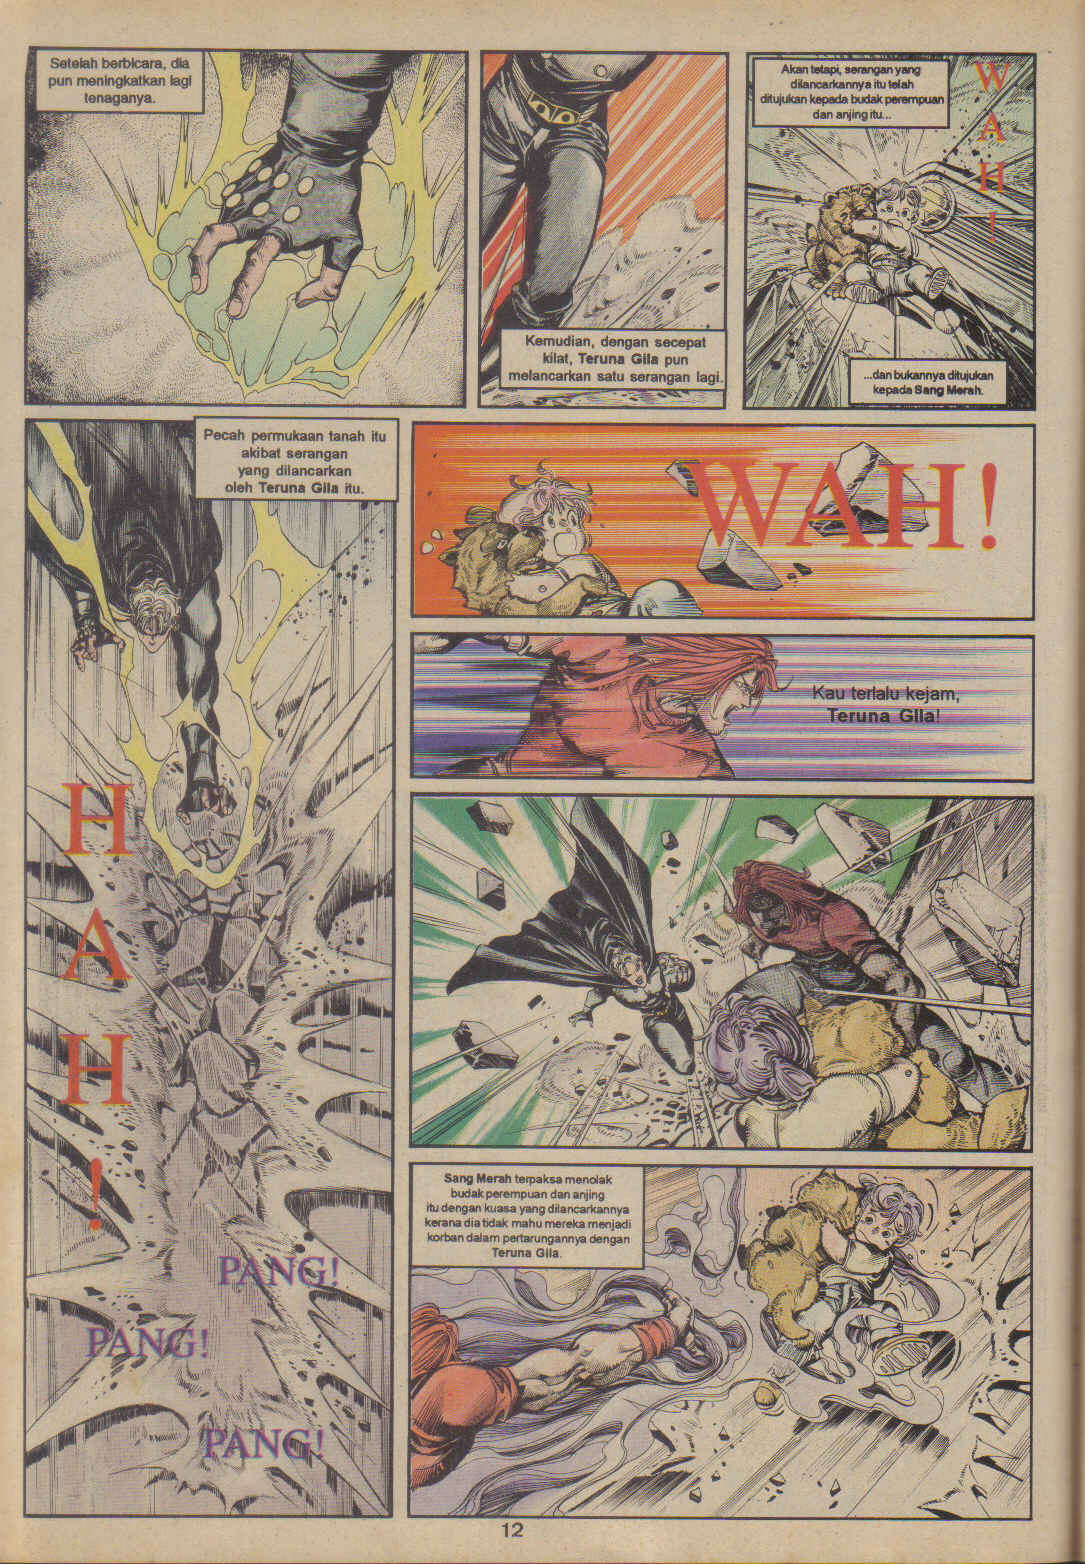 Setelah berbicara, dia
pun meningkatkan lagi
tenaganya.
Kemudian, dengan secepat
kilat, Teruna Gila pun
melancarkan satu serangan lagi.
Akan tetapi, serangan yang
dilancarkannya itu telah
ditujukan kepada budak perempuan
dan anjing itu...
WAH!
...dan bukannya ditujukan
kepada Sang Merah.
Pecah permukaan tanah itu
akibat serangan
yang dilancarkan
oleh Teruna Gila itu.
HAH!
PANG!
PANG!
PANG!
WAH!
Kau terlalu kejam,
Teruna Gila!
Sang Merah terpaksa menolak
budak perempuan dan anjing
itu dengan kuasa yang dilancarkannya
kerana dia tidak mahu mereka menjadi
korban dalam pertarungannya dengan
Teruna Gila.
12